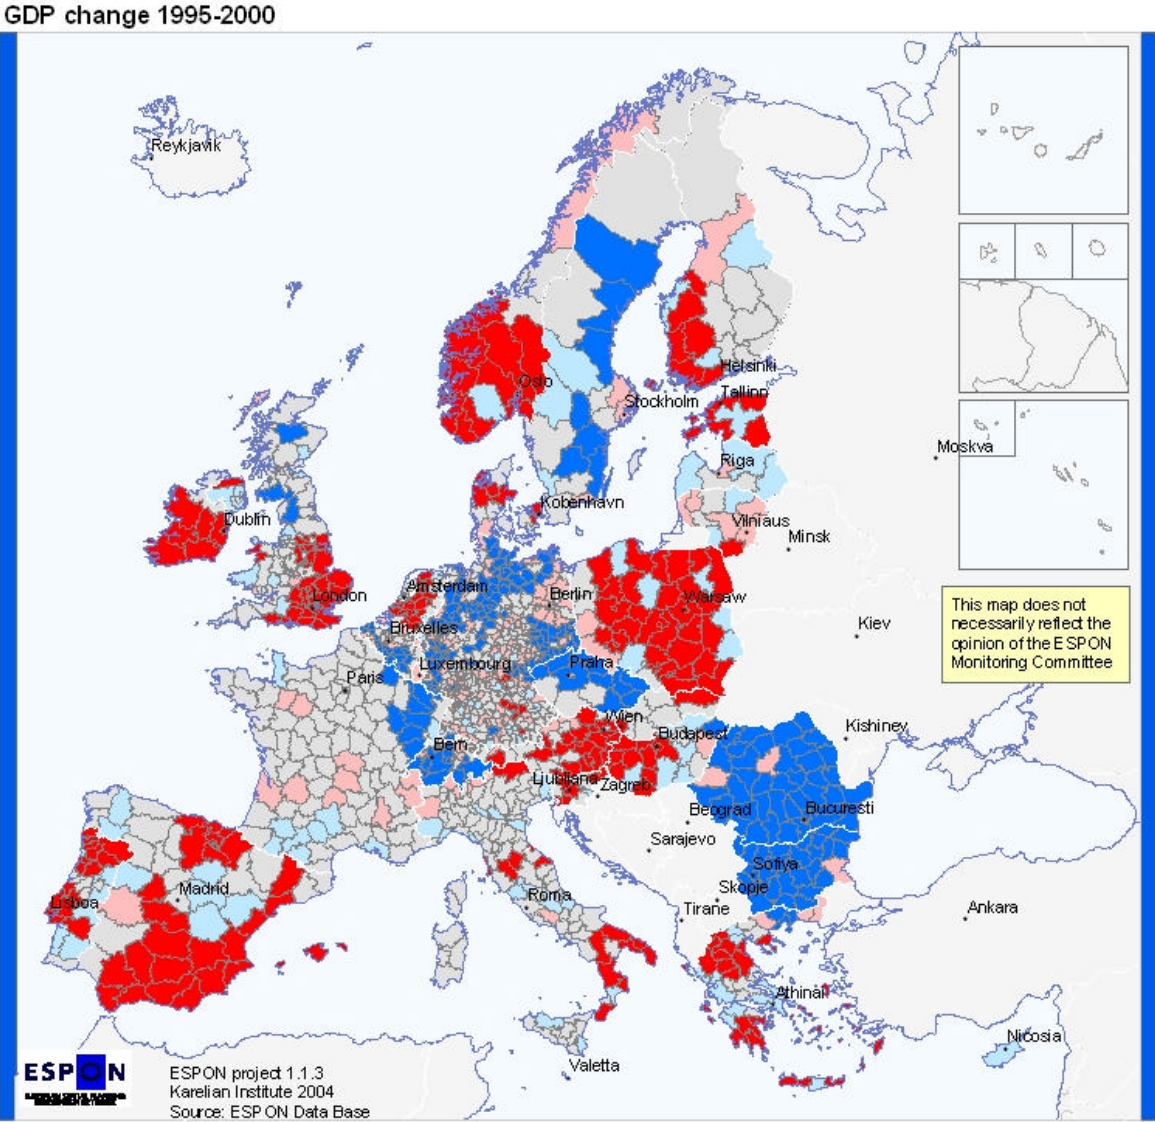 GDP change 1995-2000
Reykjavik
Oslo
Helsinki
Tallinn
Stockholm
Riga
Moskva
Kobenhavn
Dublin
Vilniaus
Minsk
Amsterdam
Berlin
Warsaw
London
This map does not
necessarily reflect the
opinion of the ESPON
Monitoring Committee
Kiev
Bruxelles
Luxembourg
Praha
Paris
Wien
Kishinev
Bern
Budapest
Ljubliana
Zagreb
Beograd
Bucuresti
Sarajevo
Sofiya
Madrid
Skopje
Lisboa
Roma
Tirane
Ankara
Athinai
Nicosia
Valetta
ESPON
ESPON project 1.1.3
Karelian Institute 2004
Source: ESPON Data Base